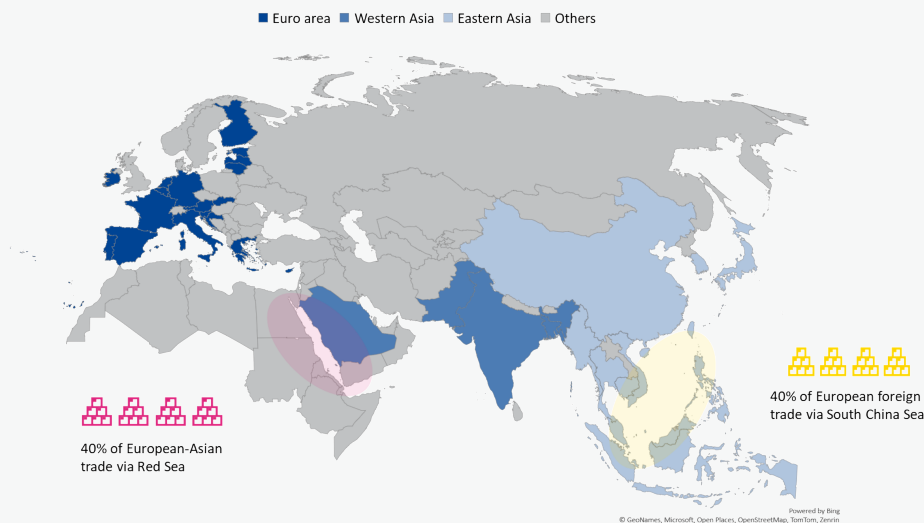 Euro area Western Asia Eastern Asia Others
40% of European foreign
trade via South China Sea
40% of European-Asian
trade via Red Sea
Powered by Bing
© GeoNames, Microsoft, Open Places, OpenStreetMap, TomTom, Zenrin